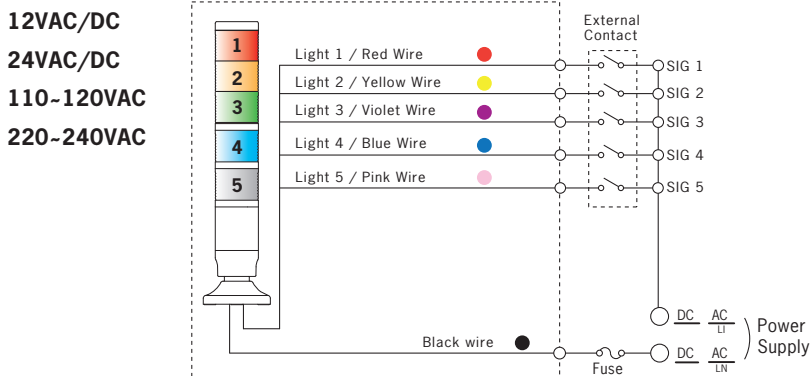 12VAC/DC
24VAC/DC
110~120VAC
220~240VAC
1
2
3
4
5
External
Contact
Light 1 / Red Wire
SIG 1
Light 2 / Yellow Wire
SIG 2
Light 3 / Violet Wire
SIG 3
Light 4 / Blue Wire
SIG 4
Light 5 / Pink Wire
SIG 5
DC AC
LI
Power
Supply
Black wire
Fuse
DC AC
LN